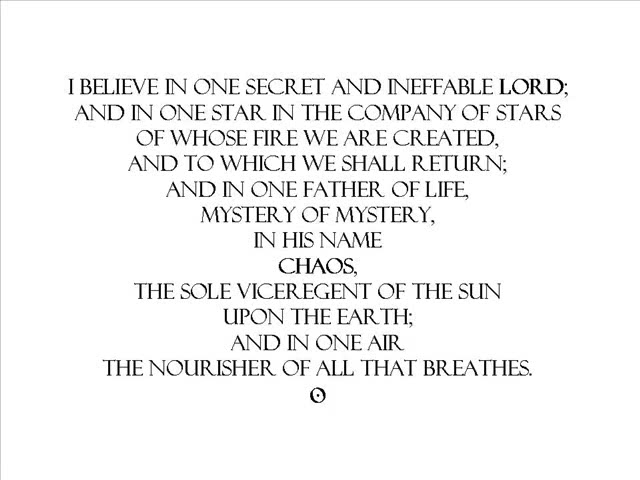 I BELIEVE IN ONE SECRET AND INEFFABLE LORD;
AND IN ONE STAR IN THE COMPANY OF STARS
OF WHOSE FIRE WE ARE CREATED,
AND TO WHICH WE SHALL RETURN;
AND IN ONE FATHER OF LIFE,
MYSTERY OF MYSTERY,
IN HIS NAME
CHAOS,
THE SOLE VICEREGENT OF THE SUN
UPON THE EARTH;
AND IN ONE AIR
THE NOURISHER OF ALL THAT BREATHES.
☉